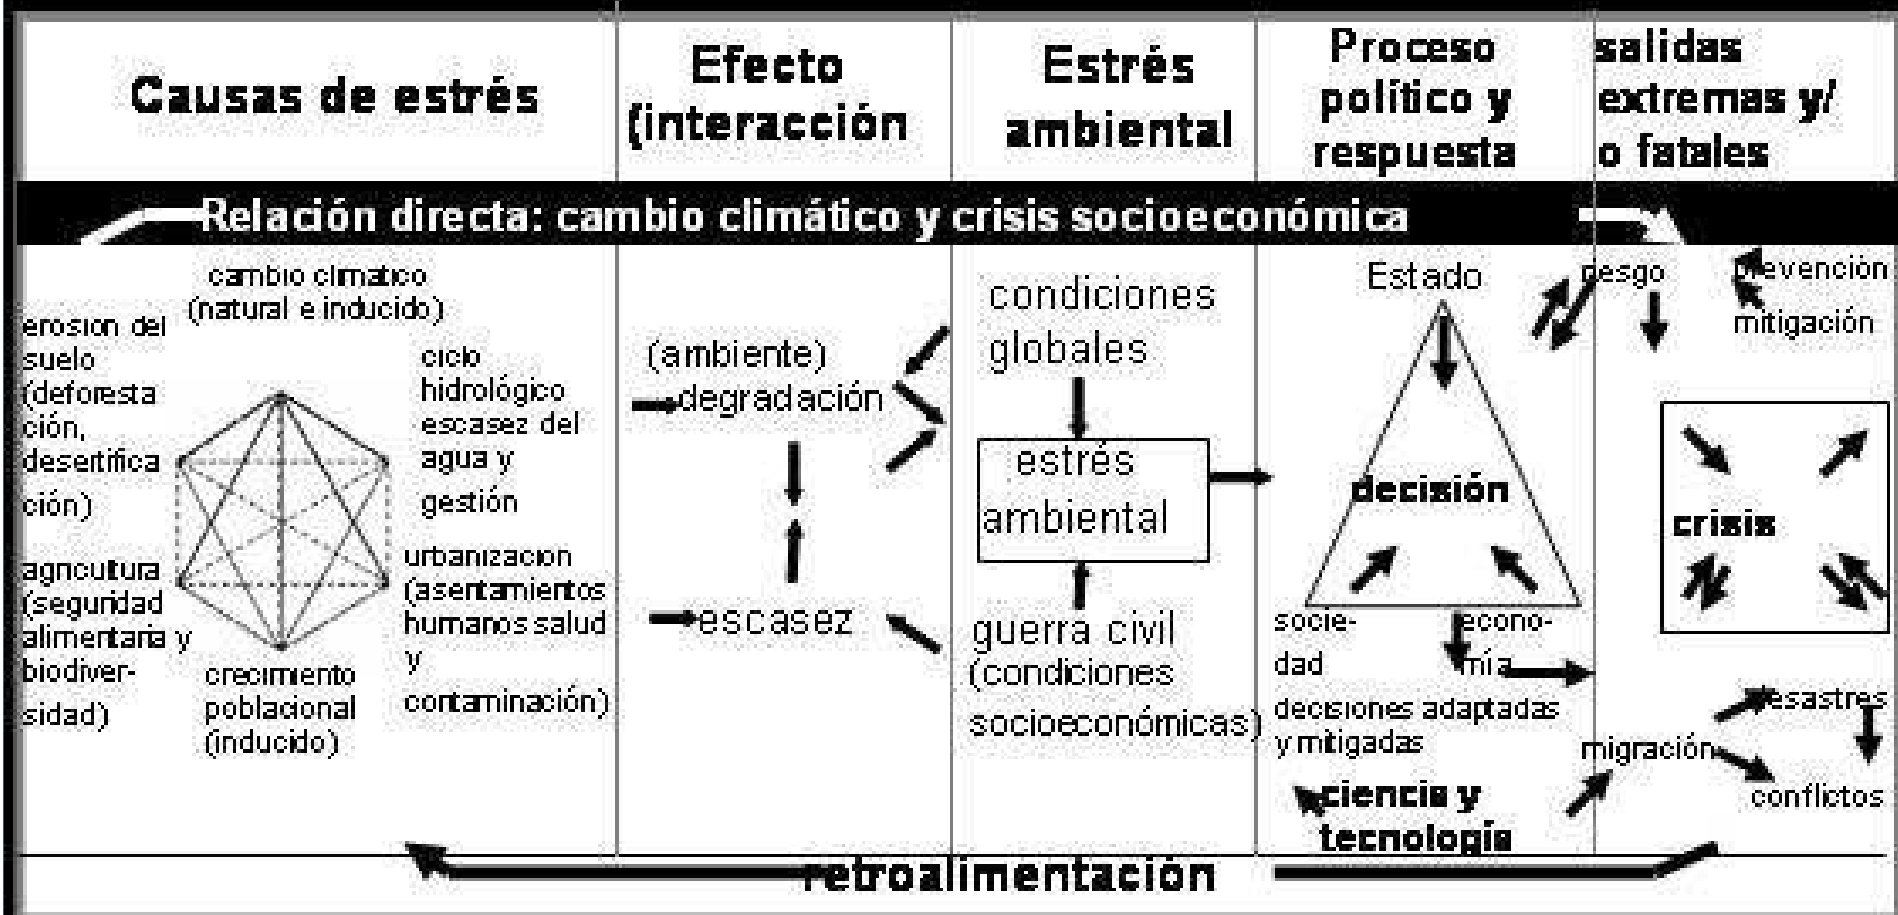 Causas de estrés
Efecto
(interacción
Estrés
ambiental
Proceso
político y
respuesta
salidas
extremas y/
o fatales
Relación directa: cambio climático y crisis socioeconómica
cambio climatico
(natural e inducido)
erosion del
suelo
(deforesta
ción,
desertifica
ción)
ciclo
hidrológico
escasez del
agua y
gestión
agricultura
(seguridad
alimentaria y
biodiver-
sidad)
urbanizacion
(asentamientos
humanos salud
y
contaminación)
crecimiento
poblacional
(inducido)
(ambiente)
degradación
escasez
condiciones
globales
estrés
ambiental
guerra civil
(condiciones
socioeconómicas)
Estado
decisión
socie-
dad
econo-
mía
decisiones adaptadas
y mitigadas
ciencia y
tecnología
riesgo
prevención
mitigación
crisis
desastres
migración
conflictos
retroalimentación